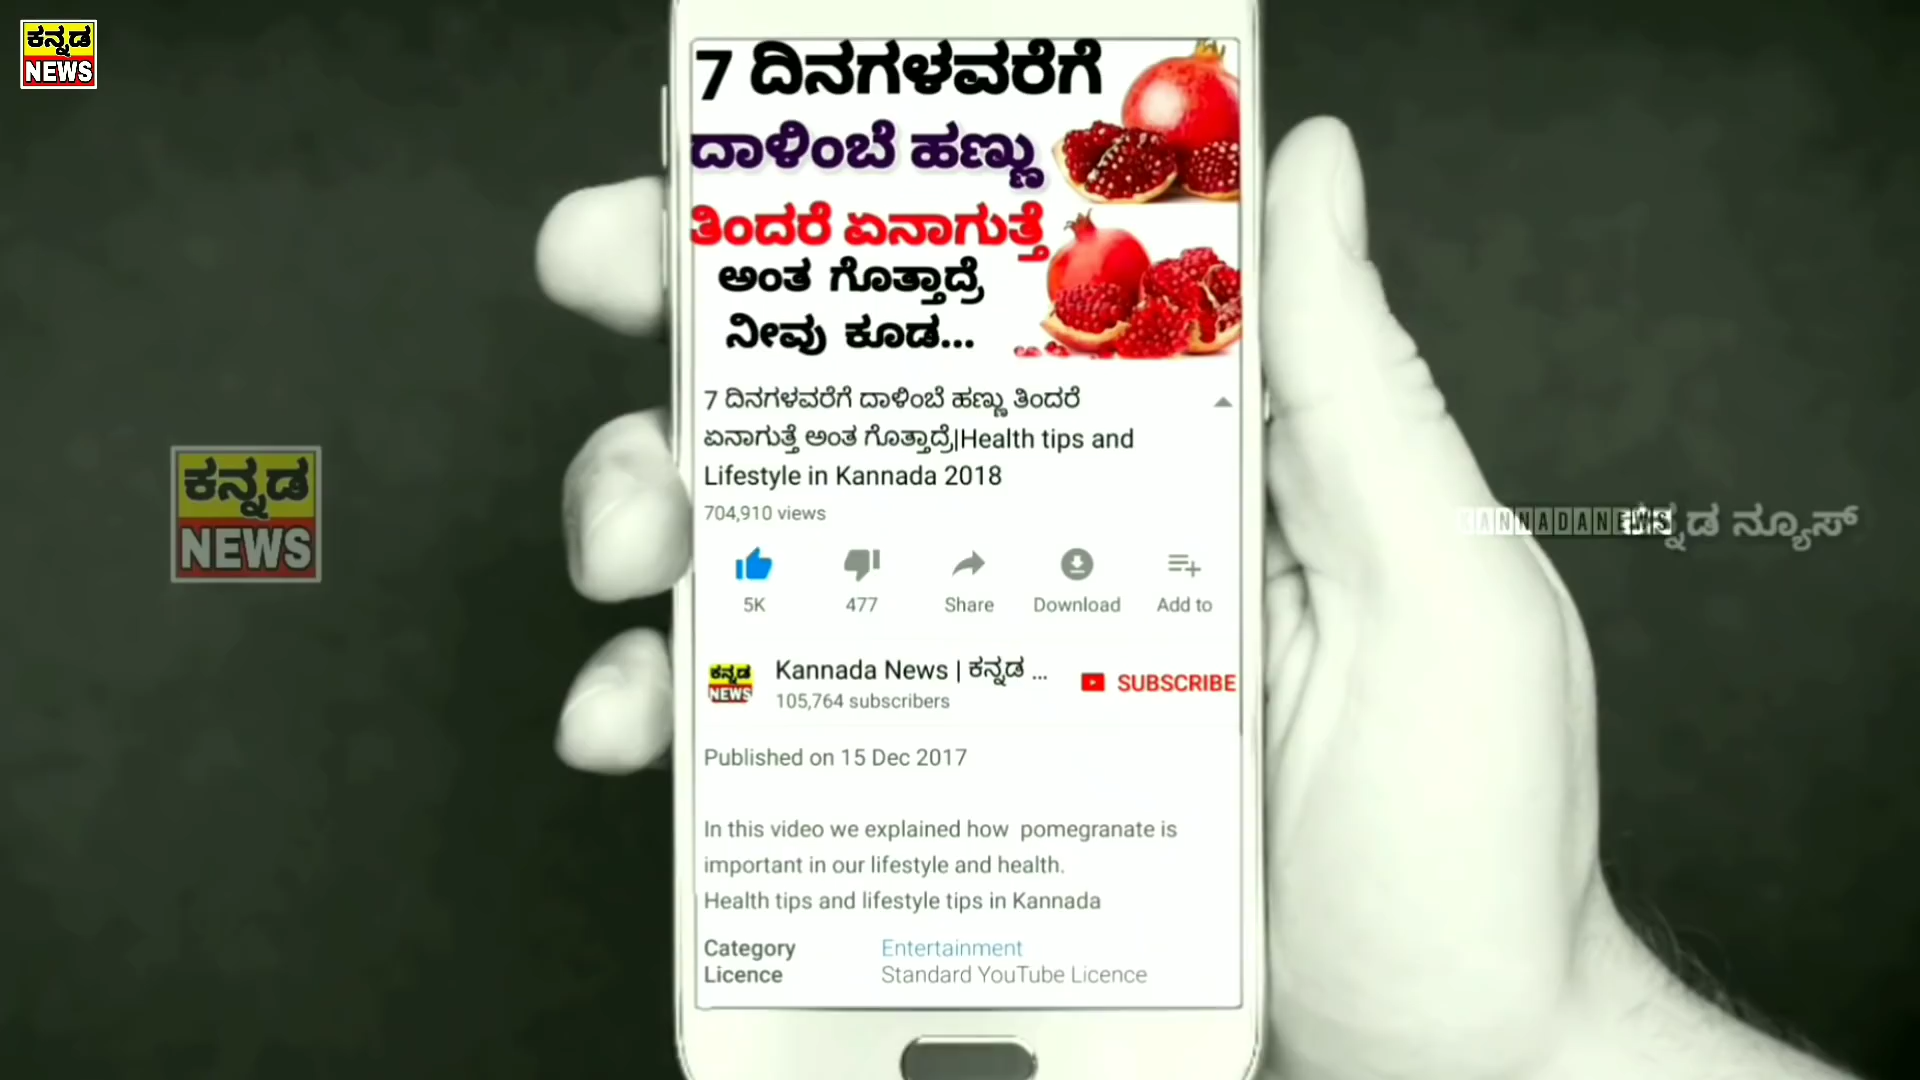 ಕನ್ನಡ
NEWS
7 ದಿನಗಳವರೆಗೆ
ದಾಳಿಂಬೆ ಹಣ್ಣು
ತಿಂದರೆ ಏನಾಗುತ್ತೆ
ಅಂತ ಗೊತ್ತಾದ್ರೆ
ನೀವು ಕೂಡ...
7 ದಿನಗಳವರೆಗೆ ದಾಳಿಂಬೆ ಹಣ್ಣು ತಿಂದರೆ
ಏನಾಗುತ್ತೆ ಅಂತ ಗೊತ್ತಾದ್ರೆ|Health tips and
Lifestyle in Kannada 2018
704,910 views
5K
477
Share
Download
Add to
ಕನ್ನಡ
NEWS
Kannada News | ಕನ್ನಡ ...
105,764 subscribers
SUBSCRIBE
Published on 15 Dec 2017
In this video we explained how pomegranate is
important in our lifestyle and health.
Health tips and lifestyle tips in Kannada
Category Entertainment
Licence Standard YouTube Licence
ಕನ್ನಡ
NEWS
KANNADANEWS
ನ್ಯೂಸ್